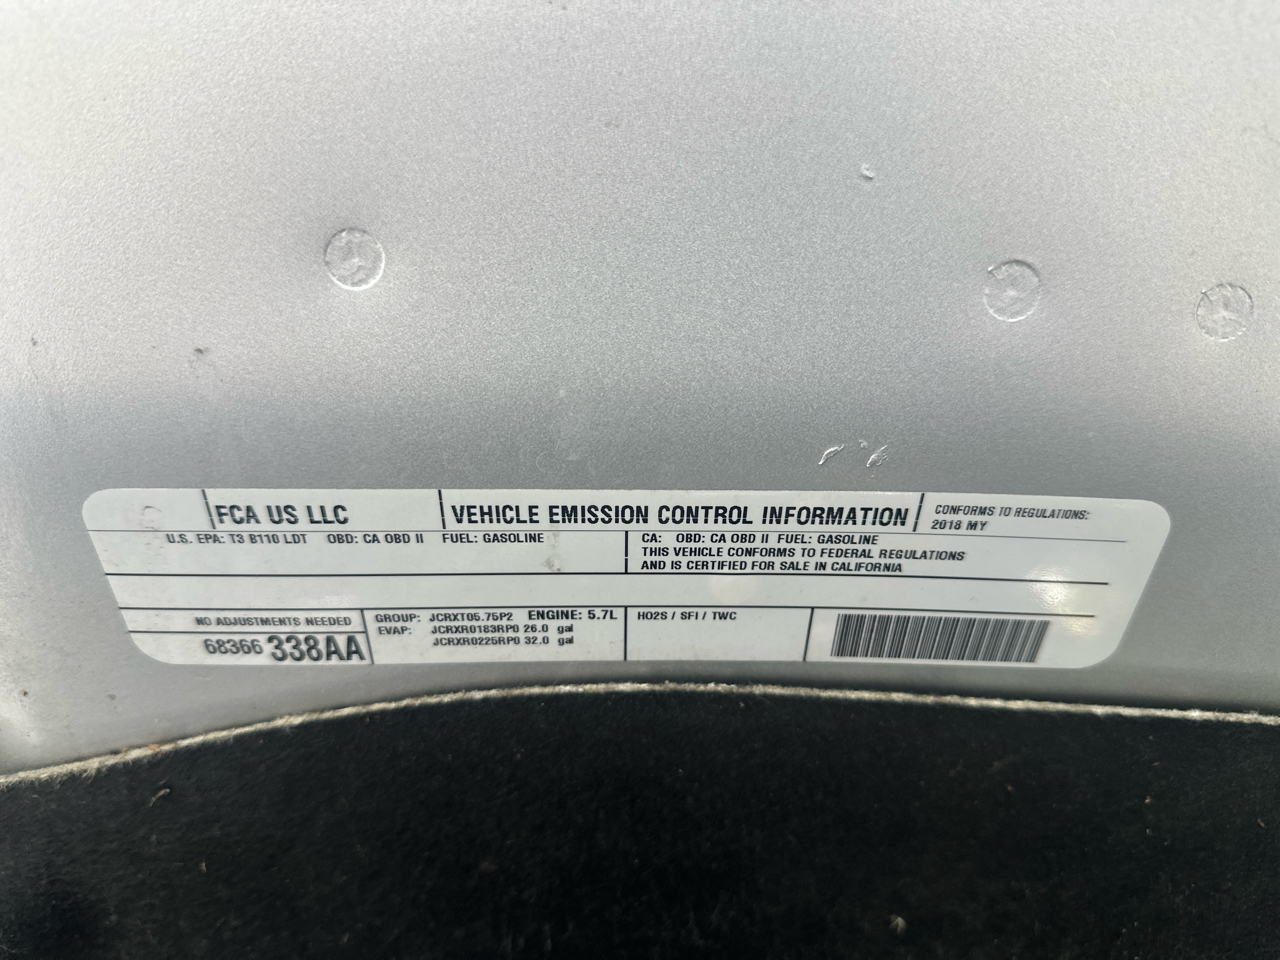 FCA US LLC
VEHICLE EMISSION CONTROL INFORMATION
CONFORMS TO REGULATIONS:
2018 MY
U.S. EPA: T3 B110 LDT OBD: CA OBD II FUEL: GASOLINE
CA: OBD: CA OBD II FUEL: GASOLINE
THIS VEHICLE CONFORMS TO FEDERAL REGULATIONS
AND IS CERTIFIED FOR SALE IN CALIFORNIA
NO ADJUSTMENTS NEEDED
68366 338AA
GROUP: JCRXT05.75P2 ENGINE: 5.7L
EVAP: JCRXR0183RP0 26.0 gal
JCRXR0225RP0 32.0 gal
HO2S / SFI / TWC